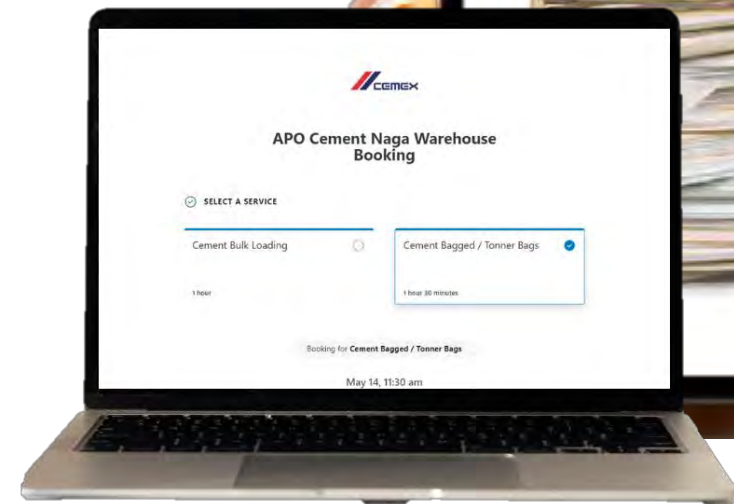 CEMEX
APO Cement Naga Warehouse
Booking
SELECT A SERVICE
Cement Bulk Loading
Cement Bagged / Tonner Bags
1 hour
1 hour 30 minutes
Booking for Cement Bagged / Tonner Bags
May 14, 11:30 am